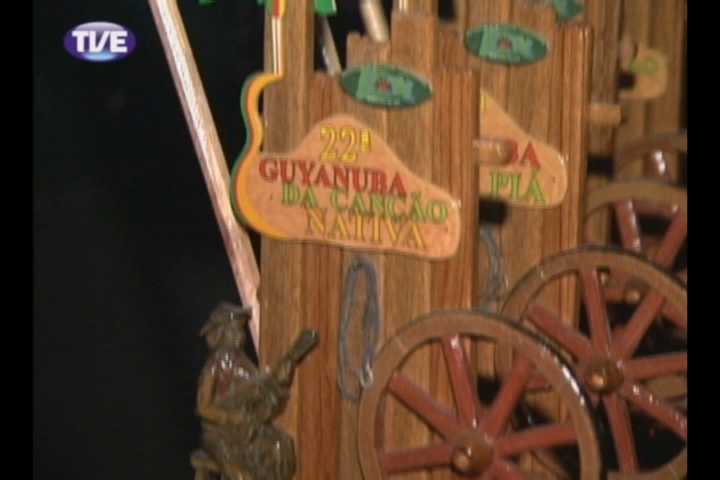 TVE
22ª
GUYANUBA
DA CANÇÃO
NATIVA
BA
PIÁ